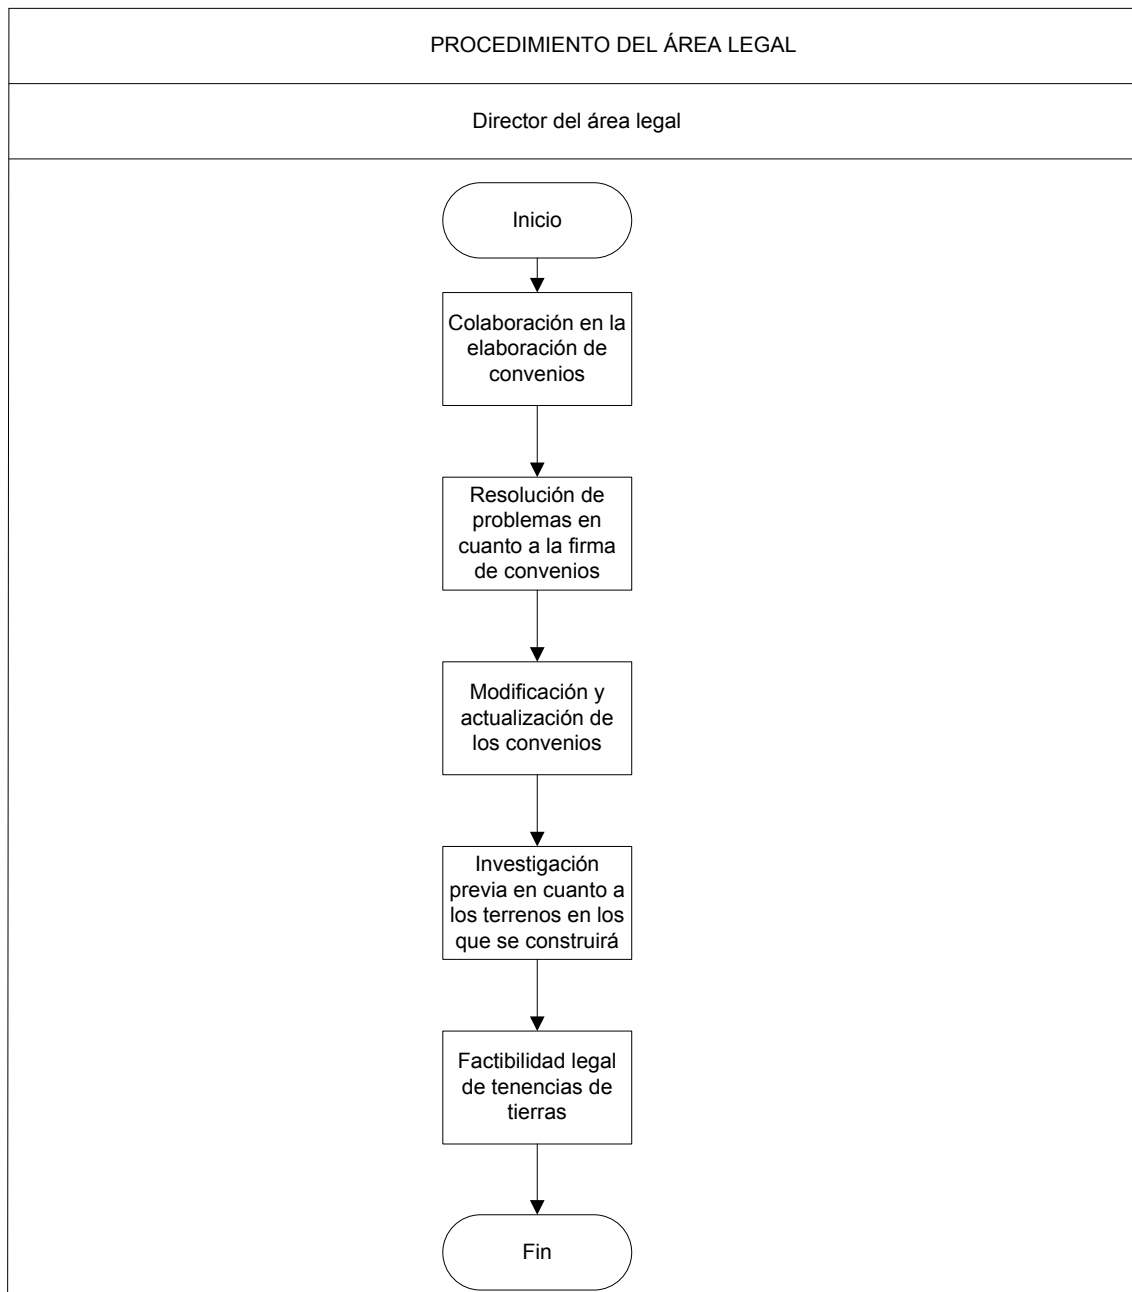 PROCEDIMIENTO DEL ÁREA LEGAL
Director del área legal
Inicio
Colaboración en la
elaboración de
convenios
Resolución de
problemas en
cuanto a la firma
de convenios
Modificación y
actualización de
los convenios
Investigación
previa en cuanto a
los terrenos en los
que se construirá
Factibilidad legal
de tenencias de
tierras
Fin